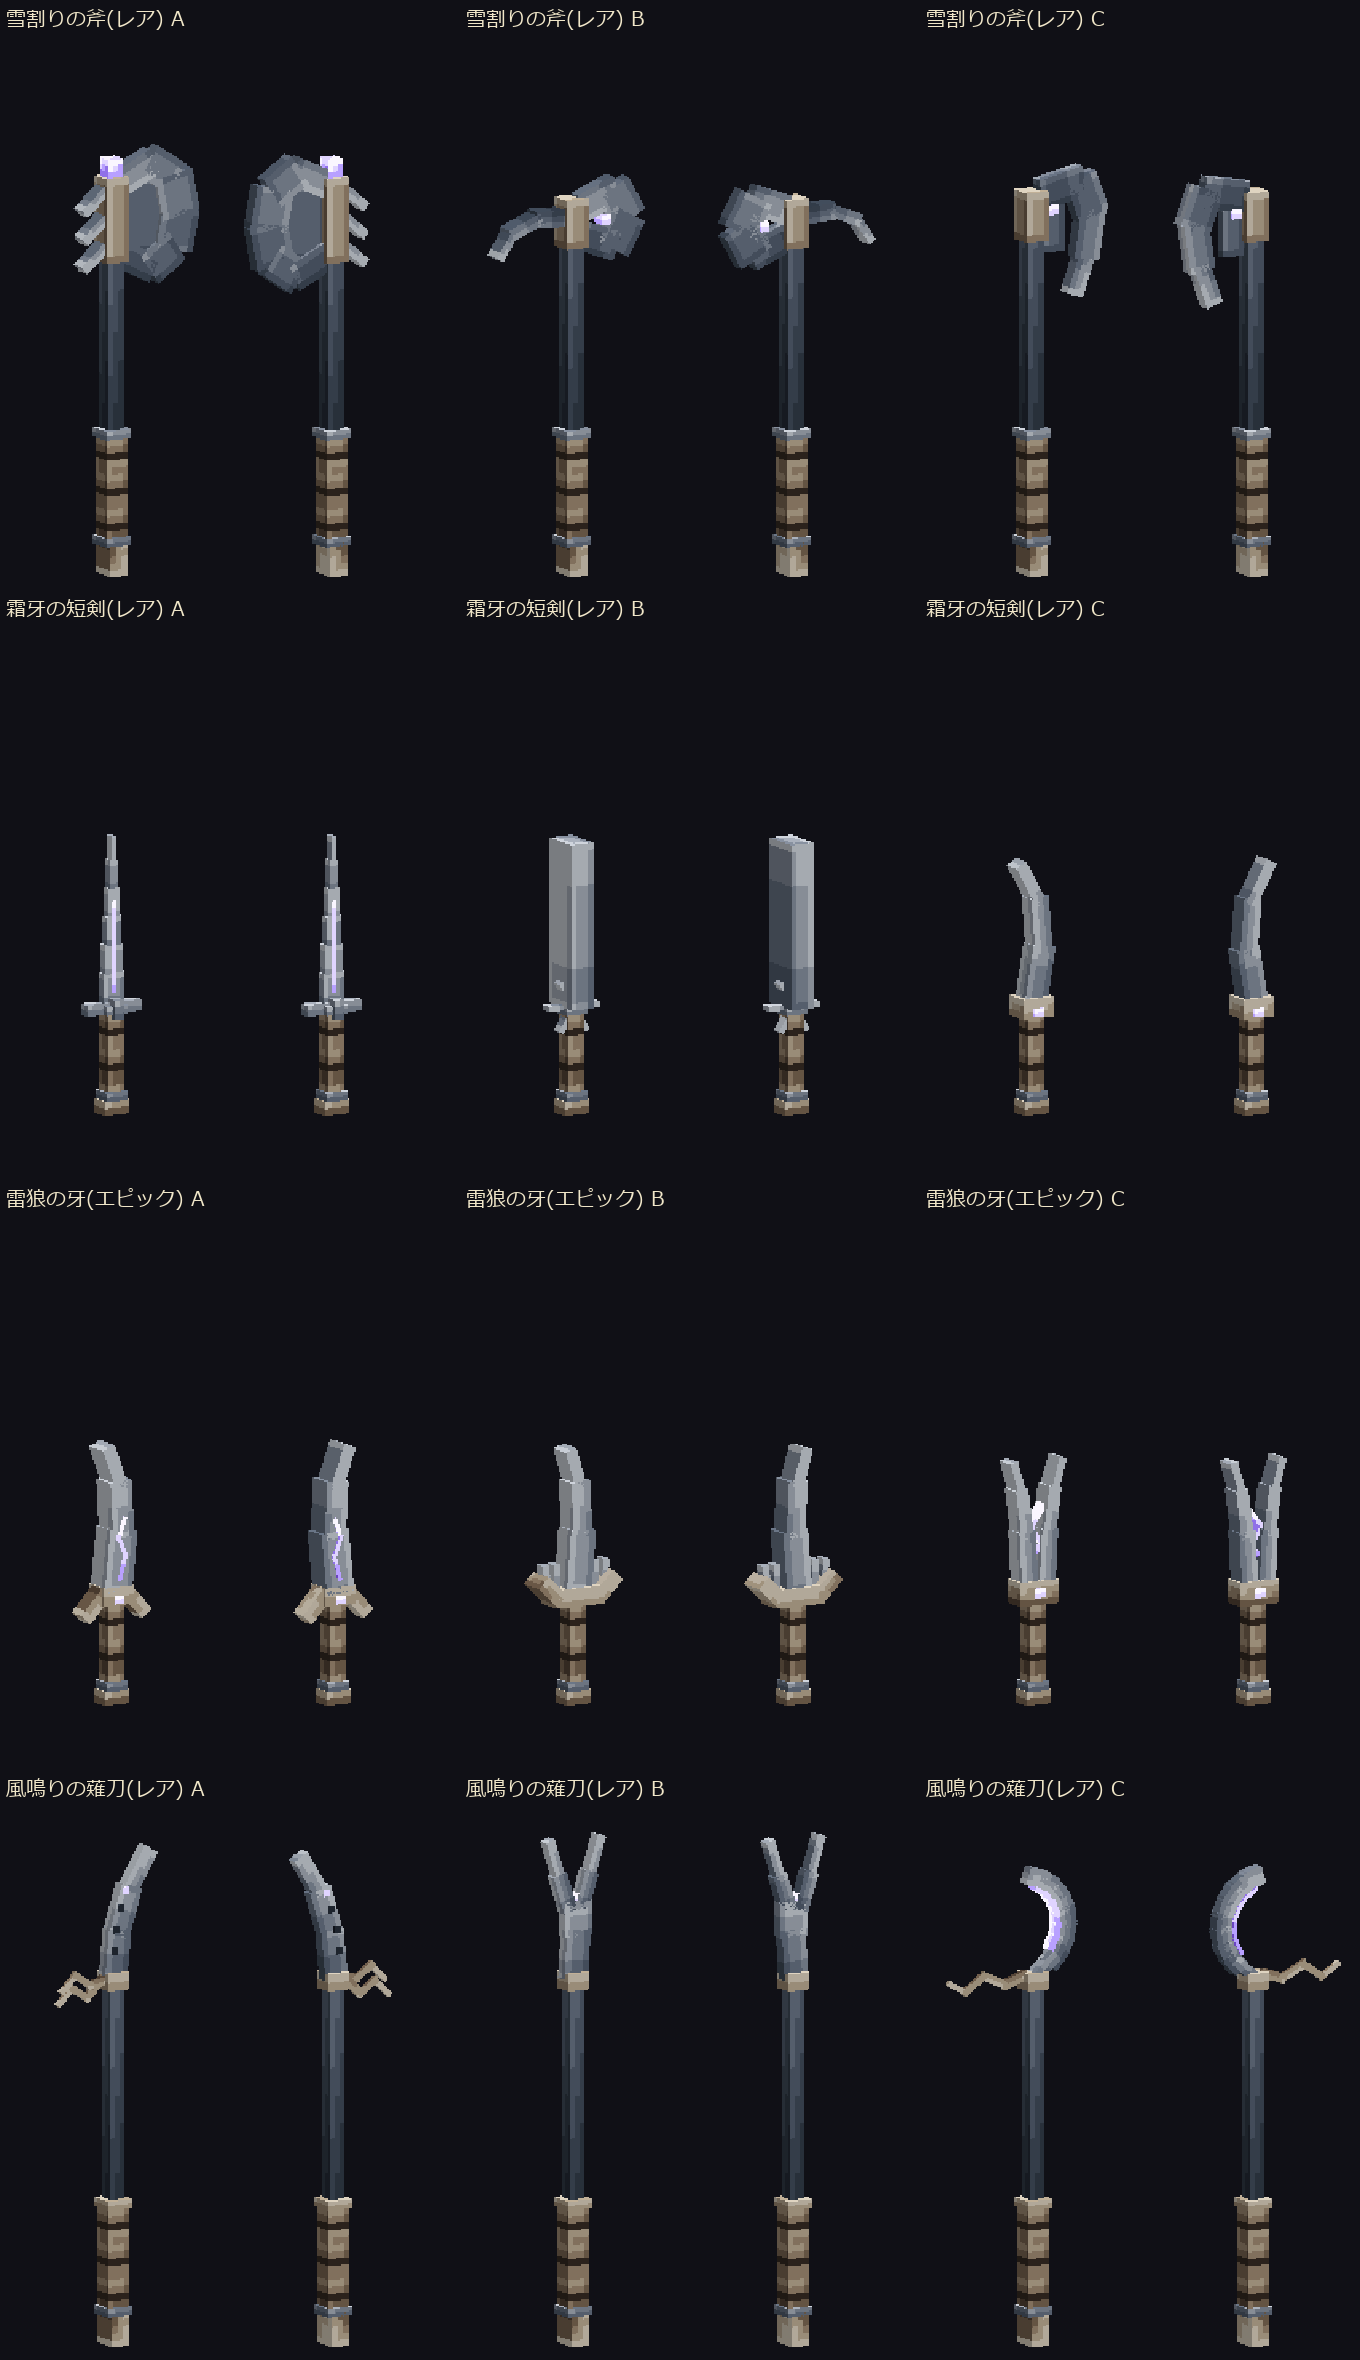 雪割りの斧(レア) A
雪割りの斧(レア) B
雪割りの斧(レア) C
霜牙の短剣(レア) A
霜牙の短剣(レア) B
霜牙の短剣(レア) C
雷狼の牙(エピック) A
雷狼の牙(エピック) B
雷狼の牙(エピック) C
風鳴りの薙刀(レア) A
風鳴りの薙刀(レア) B
風鳴りの薙刀(レア) C